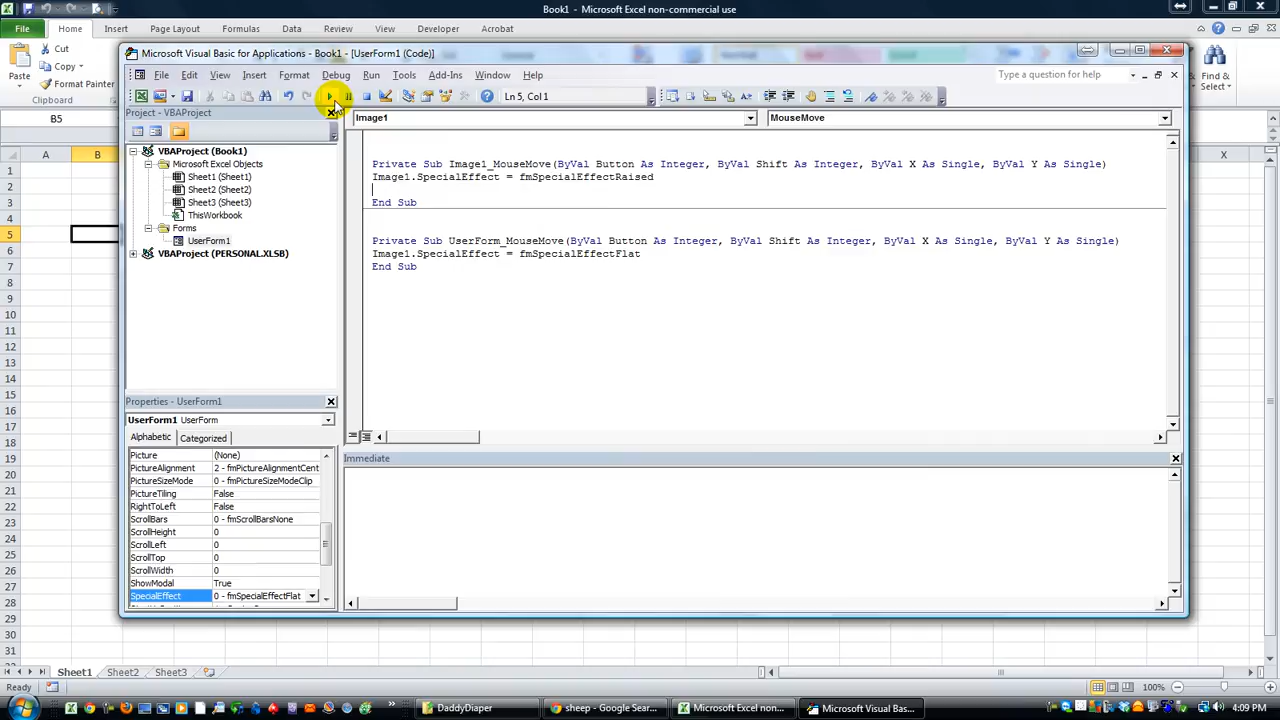 Book1 - Microsoft Excel non-commercial use
File Home Insert Page Layout Formulas Data Review View Developer Acrobat
Paste
Cut
Copy
Format Painter
Clipboard
B5
Microsoft Visual Basic for Applications - Book1 - [UserForm1 (Code)]
File Edit View Insert Format Debug Run Tools Add-Ins Window Help
Type a question for help
Ln 5, Col 1
Project - VBAProject
VBAProject (Book1)
Microsoft Excel Objects
Sheet1 (Sheet1)
Sheet2 (Sheet2)
Sheet3 (Sheet3)
ThisWorkbook
Forms
UserForm1
VBAProject (PERSONAL.XLSB)
Image1
MouseMove
Private Sub Image1_MouseMove(ByVal Button As Integer, ByVal Shift As Integer, ByVal X As Single, ByVal Y As Single)
Image1.SpecialEffect = fmSpecialEffectRaised
End Sub
Private Sub UserForm_MouseMove(ByVal Button As Integer, ByVal Shift As Integer, ByVal X As Single, ByVal Y As Single)
Image1.SpecialEffect = fmSpecialEffectFlat
End Sub
Properties - UserForm1
UserForm1 UserForm
Alphabetic Categorized
Picture (None)
PictureAlignment 2 - fmPictureAlignmentCent
PictureSizeMode 0 - fmPictureSizeModeClip
PictureTiling False
RightToLeft False
ScrollBars 0 - fmScrollBarsNone
ScrollHeight 0
ScrollLeft 0
ScrollTop 0
ScrollWidth 0
ShowModal True
SpecialEffect 0 - fmSpecialEffectFlat
Immediate
A B X
1
2
3
4
5
6
7
8
9
10
11
12
13
14
15
16
17
18
19
20
21
22
23
24
25
26
27
28
29
30
31
32
Sheet1 Sheet2 Sheet3
Ready
100%
DaddyDiaper
sheep - Google Sear...
Microsoft Excel non...
Microsoft Visual Bas...
4:09 PM